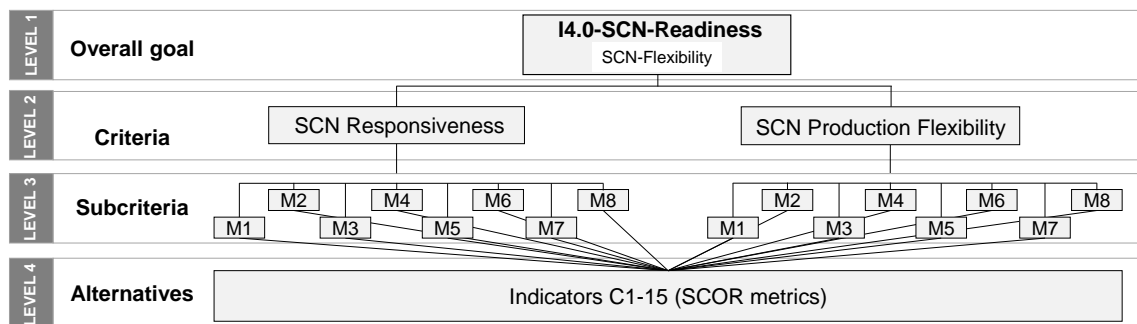 LEVEL 1
Overall goal
I4.0-SCN-Readiness
SCN-Flexibility
LEVEL 2
Criteria
SCN Responsiveness
SCN Production Flexibility
LEVEL 3
Subcriteria
M2 M4 M6 M8 M2 M4 M6 M8
M1 M3 M5 M7 M1 M3 M5 M7
LEVEL 4
Alternatives
Indicators C1-15 (SCOR metrics)